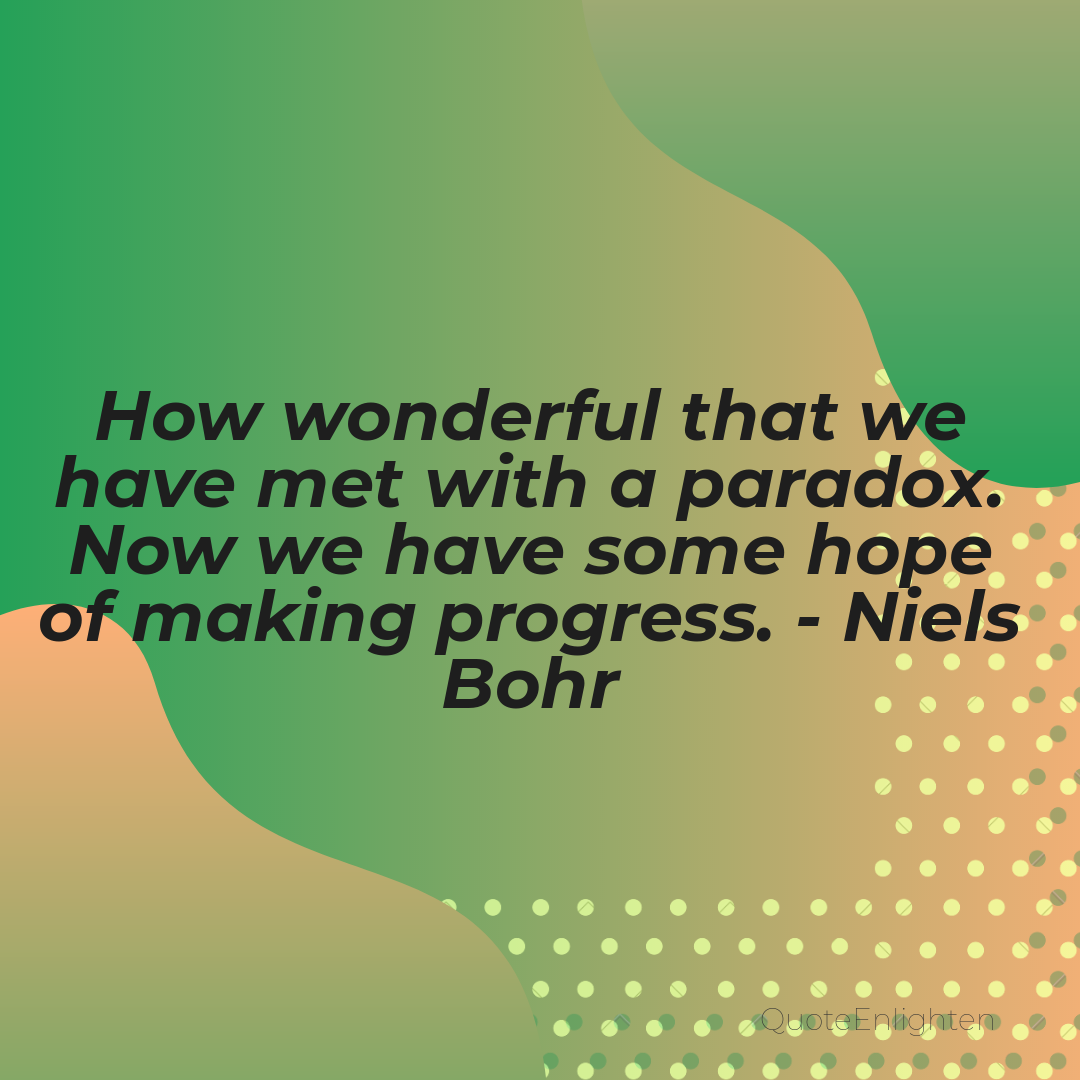 How wonderful that we
have met with a paradox.
Now we have some hope
of making progress. - Niels
Bohr
QuoteEnlighten